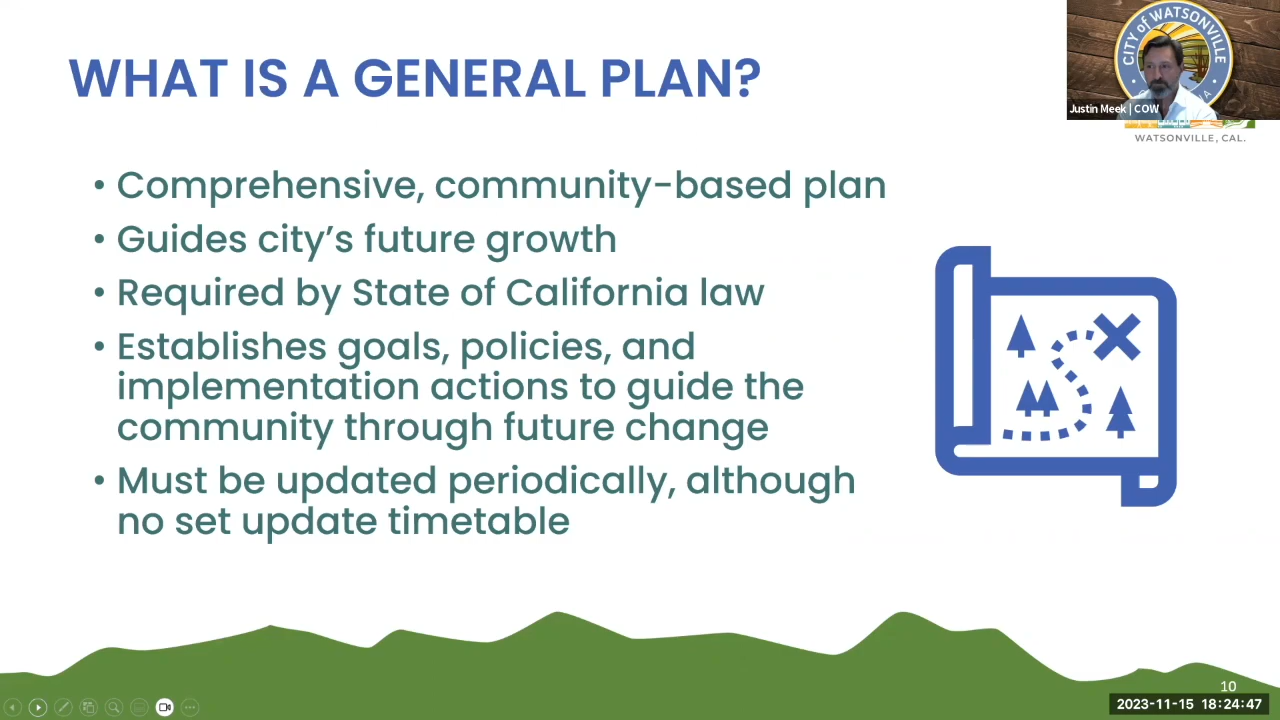 WHAT IS A GENERAL PLAN?
CITY of WATSONVILLE
Justin Meek | COW
WATSONVILLE, CAL.
• Comprehensive, community-based plan
• Guides city’s future growth
• Required by State of California law
• Establishes goals, policies, and
implementation actions to guide the
community through future change
• Must be updated periodically, although
no set update timetable
10
2023-11-15 18:24:47